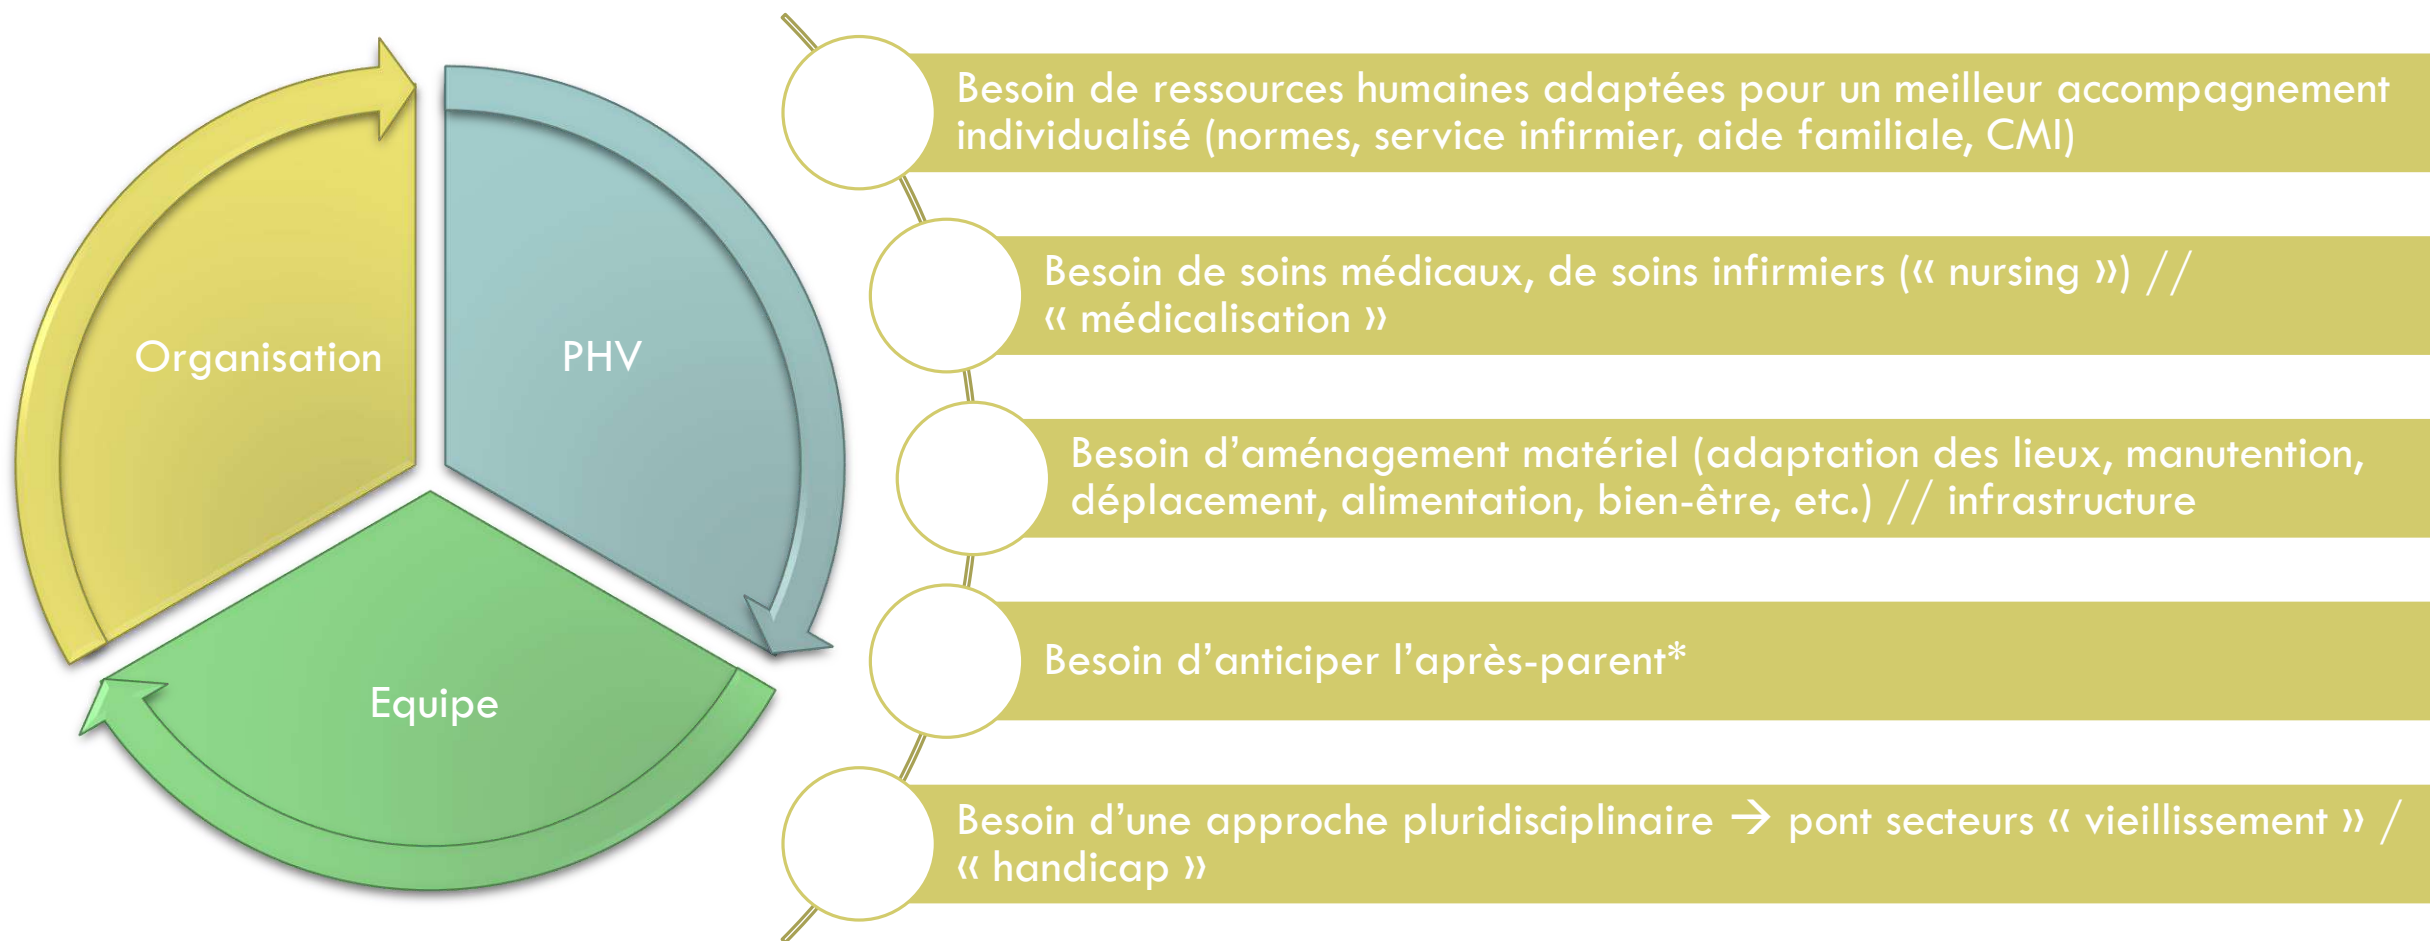 Organisation
PHV
Equipe
Besoin de ressources humaines adaptées pour un meilleur accompagnement
individualisé (normes, service infirmier, aide familiale, CMI)
Besoin de soins médicaux, de soins infirmiers (« nursing ») //
« médicalisation »
Besoin d’aménagement matériel (adaptation des lieux, manutention,
déplacement, alimentation, bien-être, etc.) // infrastructure
Besoin d’anticiper l’après-parent*
Besoin d’une approche pluridisciplinaire → pont secteurs « vieillissement » /
« handicap »